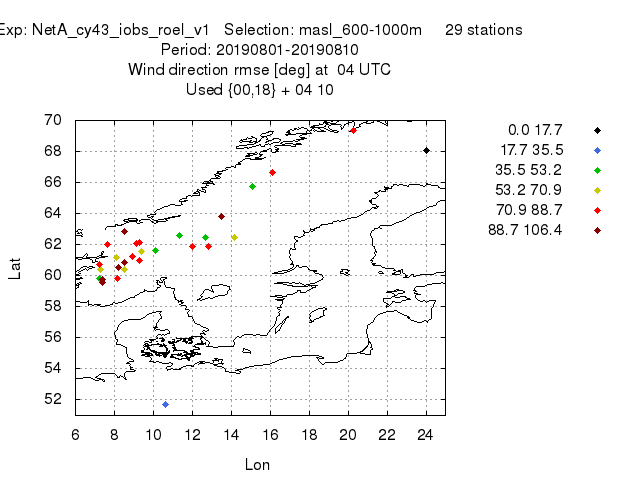 Exp: NetA_cy43_iobs_roel_v1 Selection: masl_600-1000m 29 stations
Period: 20190801-20190810
Wind direction rmse [deg] at 04 UTC
Used {00,18} + 04 10
70
68
66
64
62
60
58
56
54
52
Lat
6 8 10 12 14 16 18 20 22 24
Lon
0.0 17.7
17.7 35.5
35.5 53.2
53.2 70.9
70.9 88.7
88.7 106.4